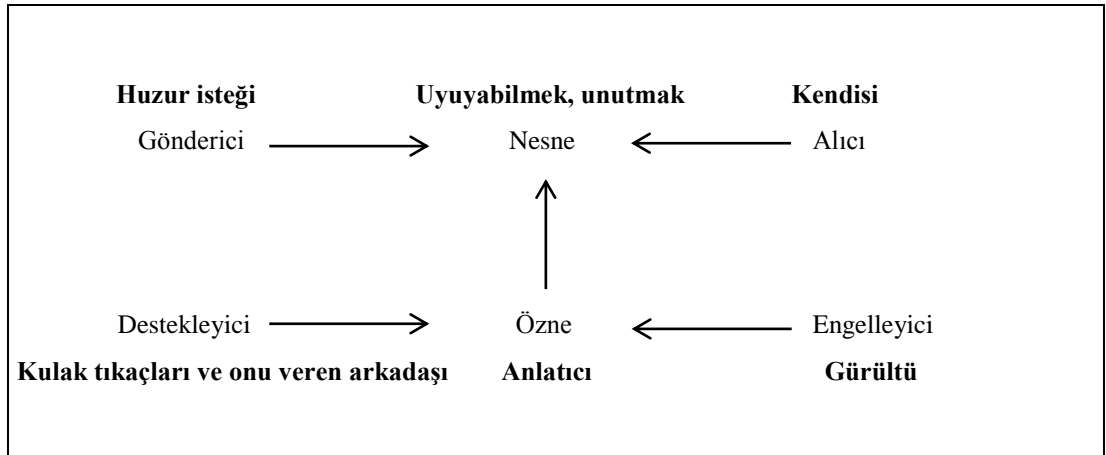 Huzur isteği Uyuyabilmek, unutmak Kendisi
Gönderici Nesne Alıcı
Destekleyici Özne Engelleyici
Kulak tıkaçları ve onu veren arkadaşı Anlatıcı Gürültü